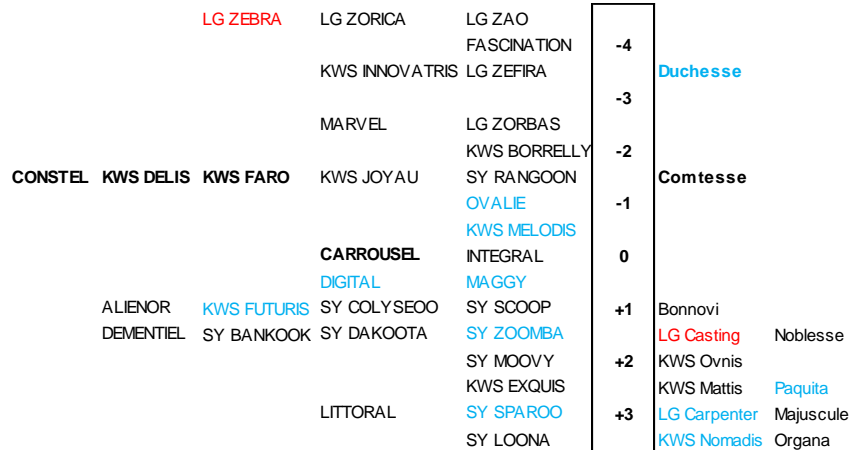 LG ZEBRA LG ZORICA LG ZAO
FASCINATION -4
KWS INNOVATRIS LG ZEFIRA Duchesse
-3
MARVEL LG ZORBAS
KWS BORRELLY -2
CONSTEL KWS DELIS KWS FARO KWS JOYAU SY RANGOON Comtesse
OVALIE -1
KWS MELODIS
CARROUSEL INTEGRAL 0
DIGITAL MAGGY
ALIENOR KWS FUTURIS SY COLYSEOO SY SCOOP +1 Bonnovi
DEMENTIEL SY BANKOOK SY DAKOOTA SY ZOOMBA LG Casting Noblesse
SY MOOVY +2 KWS Ovnis
KWS EXQUIS KWS Mattis Paquita
LITTORAL SY SPAROO +3 LG Carpenter Majuscule
SY LOONA KWS Nomadis Organa